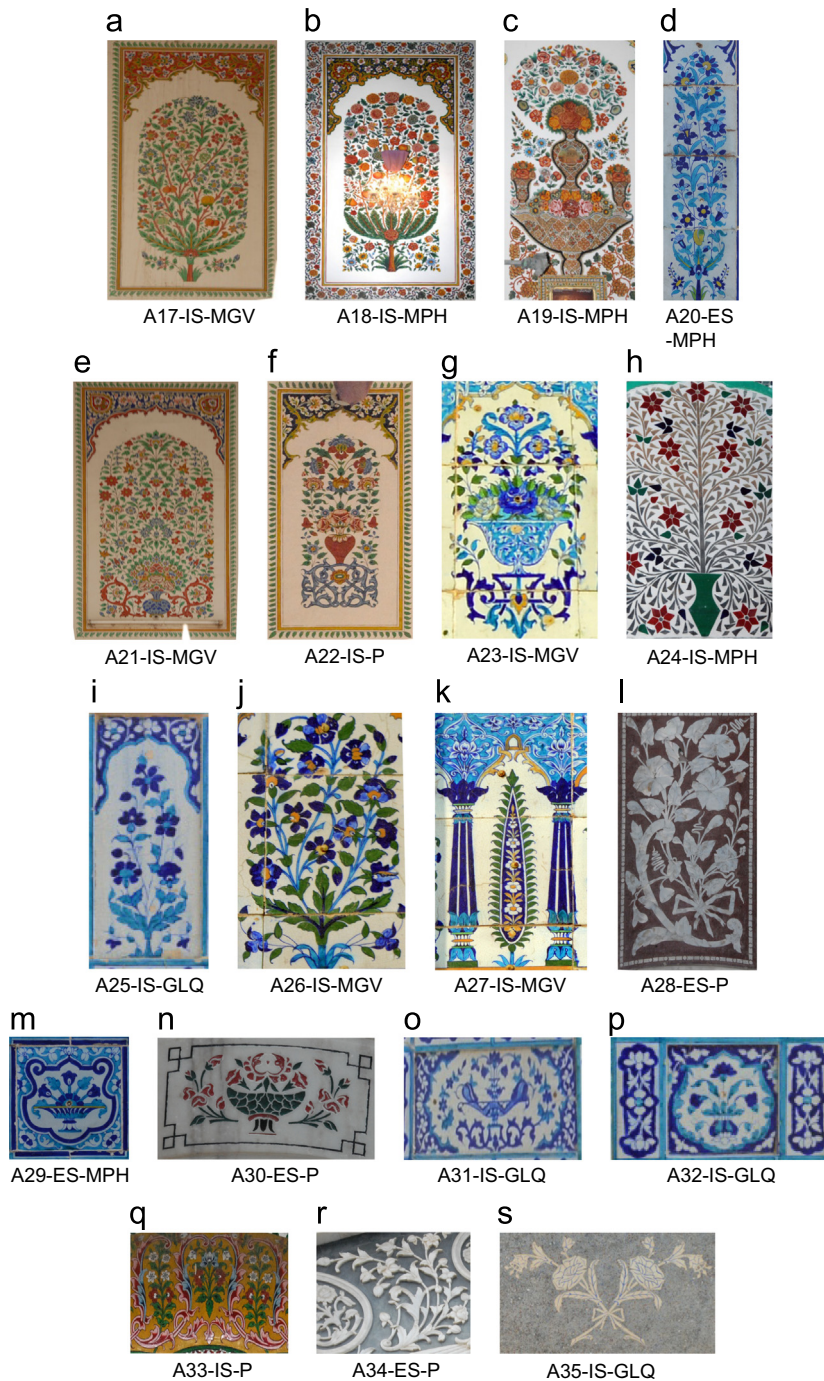 a b c d
A17-IS-MGV A18-IS-MPH A19-IS-MPH A20-ES
-MPH
e f g h
A21-IS-MGV A22-IS-P A23-IS-MGV A24-IS-MPH
i j k l
A25-IS-GLQ A26-IS-MGV A27-IS-MGV A28-ES-P
m n o p
A29-ES-MPH A30-ES-P A31-IS-GLQ A32-IS-GLQ
q r s
A33-IS-P A34-ES-P A35-IS-GLQ